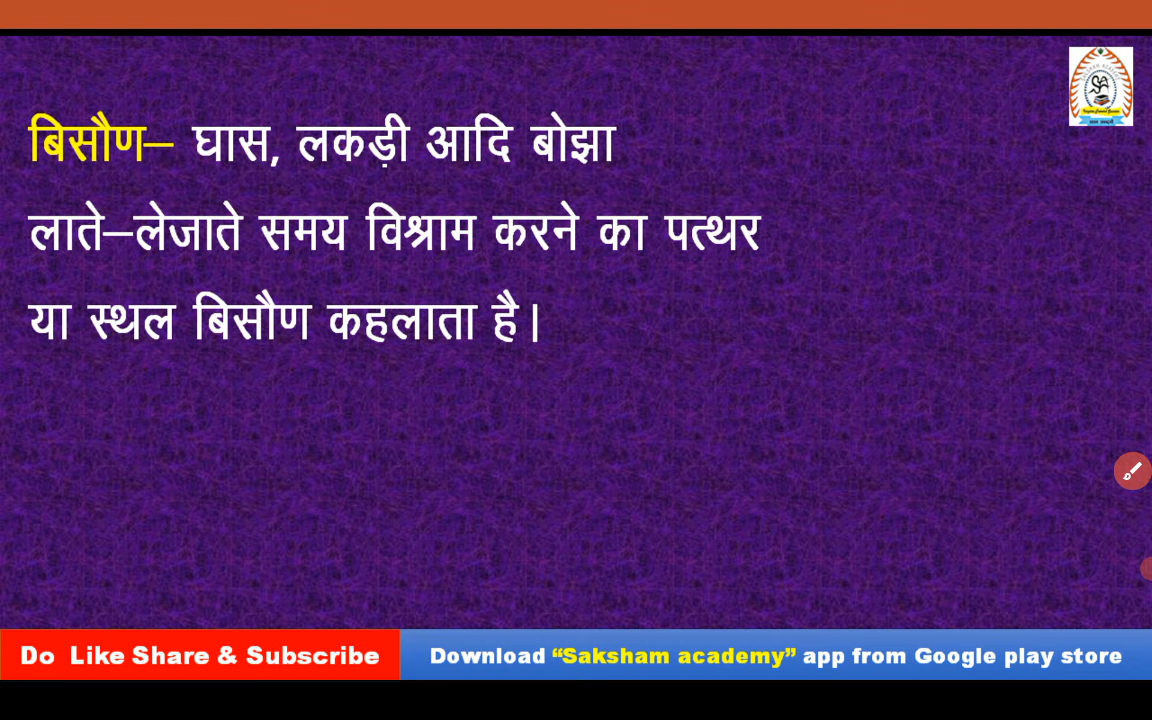 बिसौण– घास, लकड़ी आदि बोझा
लाते–लेजाते समय विश्राम करने का पत्थर
या स्थल बिसौण कहलाता है।
Do Like Share & Subscribe
Download “Saksham academy” app from Google play store